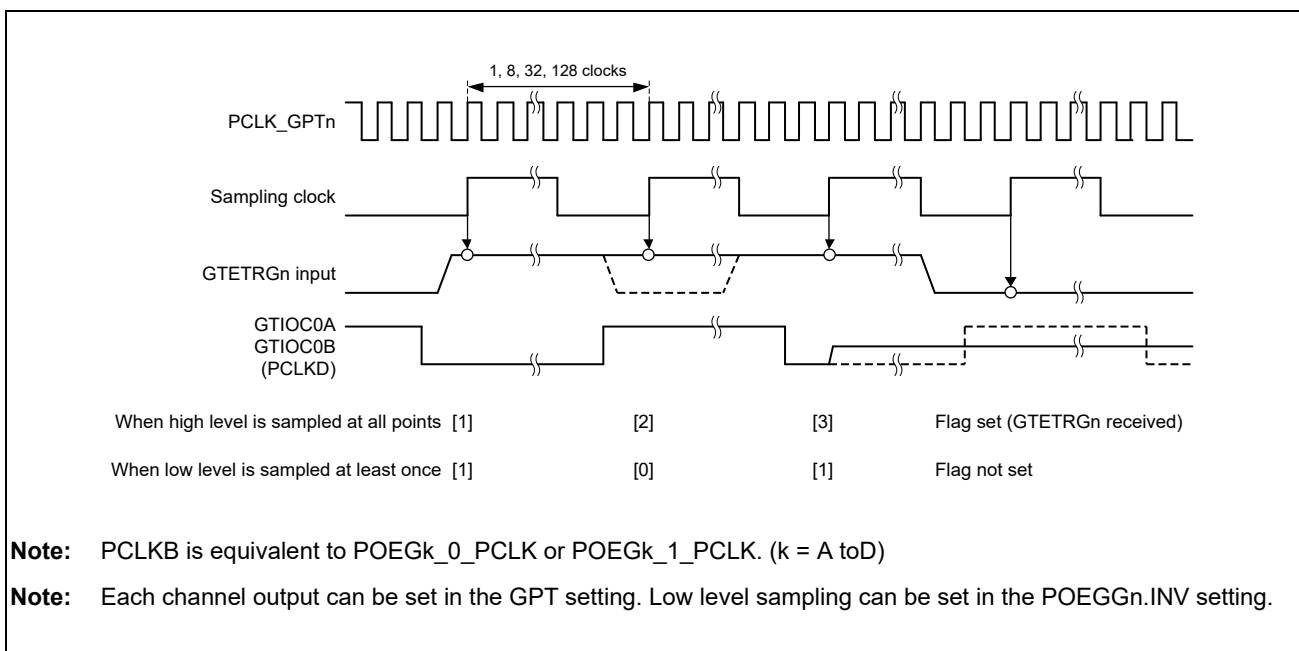 1, 8, 32, 128 clocks
PCLK_GPTn
Sampling clock
GTETRGn input
GTIOC0A
GTIOC0B
(PCLKD)
When high level is sampled at all points [1] [2] [3] Flag set (GTETRGn received)
When low level is sampled at least once [1] [0] [1] Flag not set
Note: PCLKB is equivalent to POEGk_0_PCLK or POEGk_1_PCLK. (k = A toD)
Note: Each channel output can be set in the GPT setting. Low level sampling can be set in the POEGGn.INV setting.